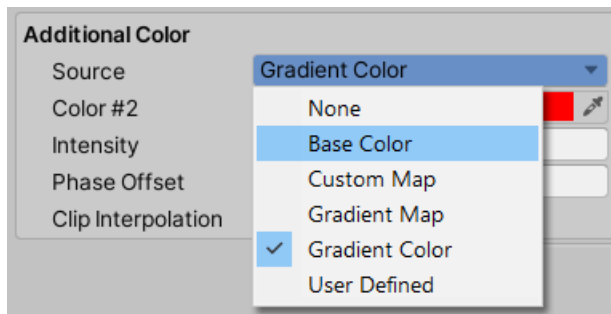 Additional Color
Source Gradient Color
Color #2 None
Intensity Base Color
Phase Offset Custom Map
Clip Interpolation Gradient Map
Gradient Color
User Defined